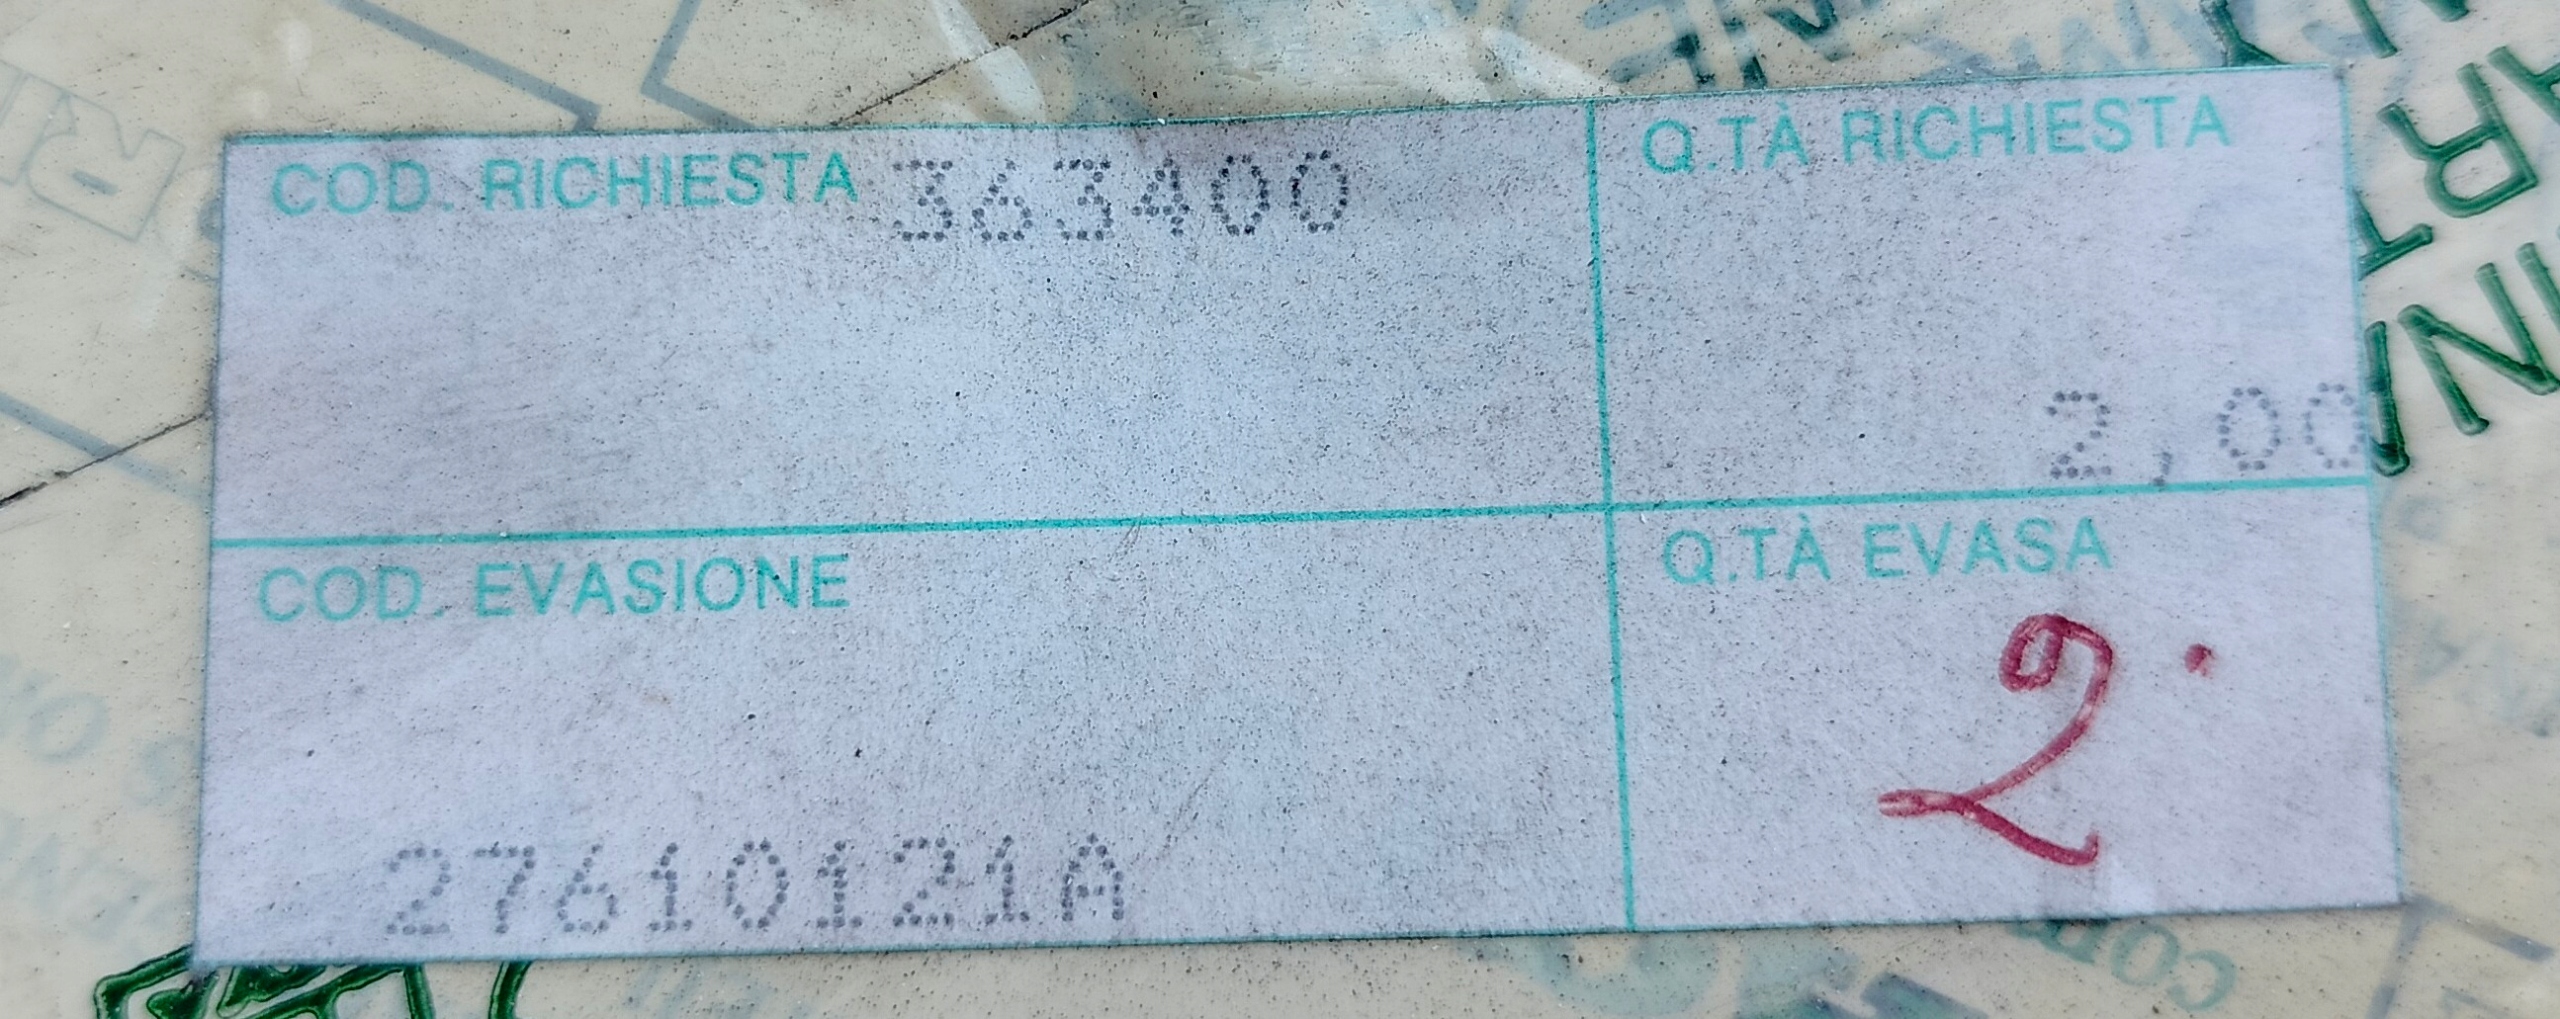 COD. RICHIESTA 363400
Q.TÀ RICHIESTA
2,00
COD. EVASIONE
27610121A
Q.TÀ EVASA
2.